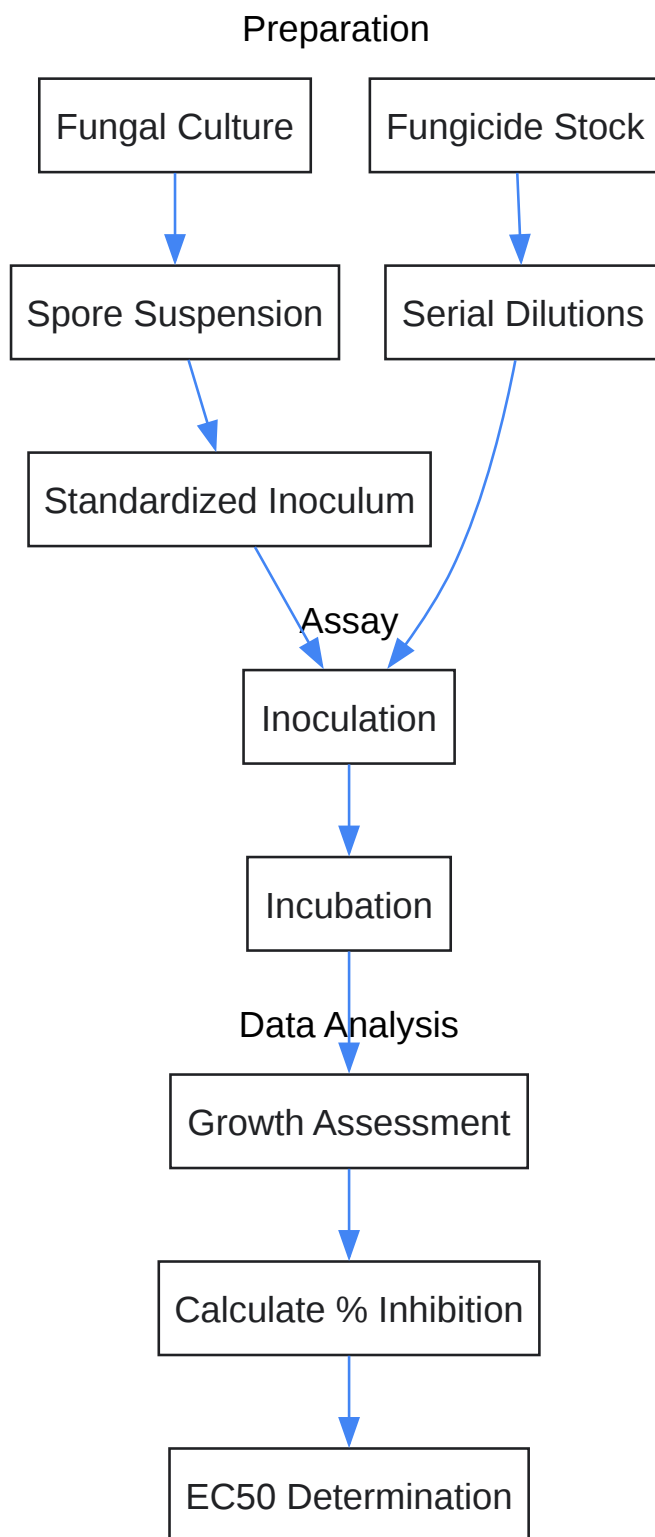 Preparation
Fungal Culture
Fungicide Stock
Spore Suspension
Serial Dilutions
Standardized Inoculum
Assay
Inoculation
Incubation
Data Analysis
Growth Assessment
Calculate % Inhibition
EC50 Determination